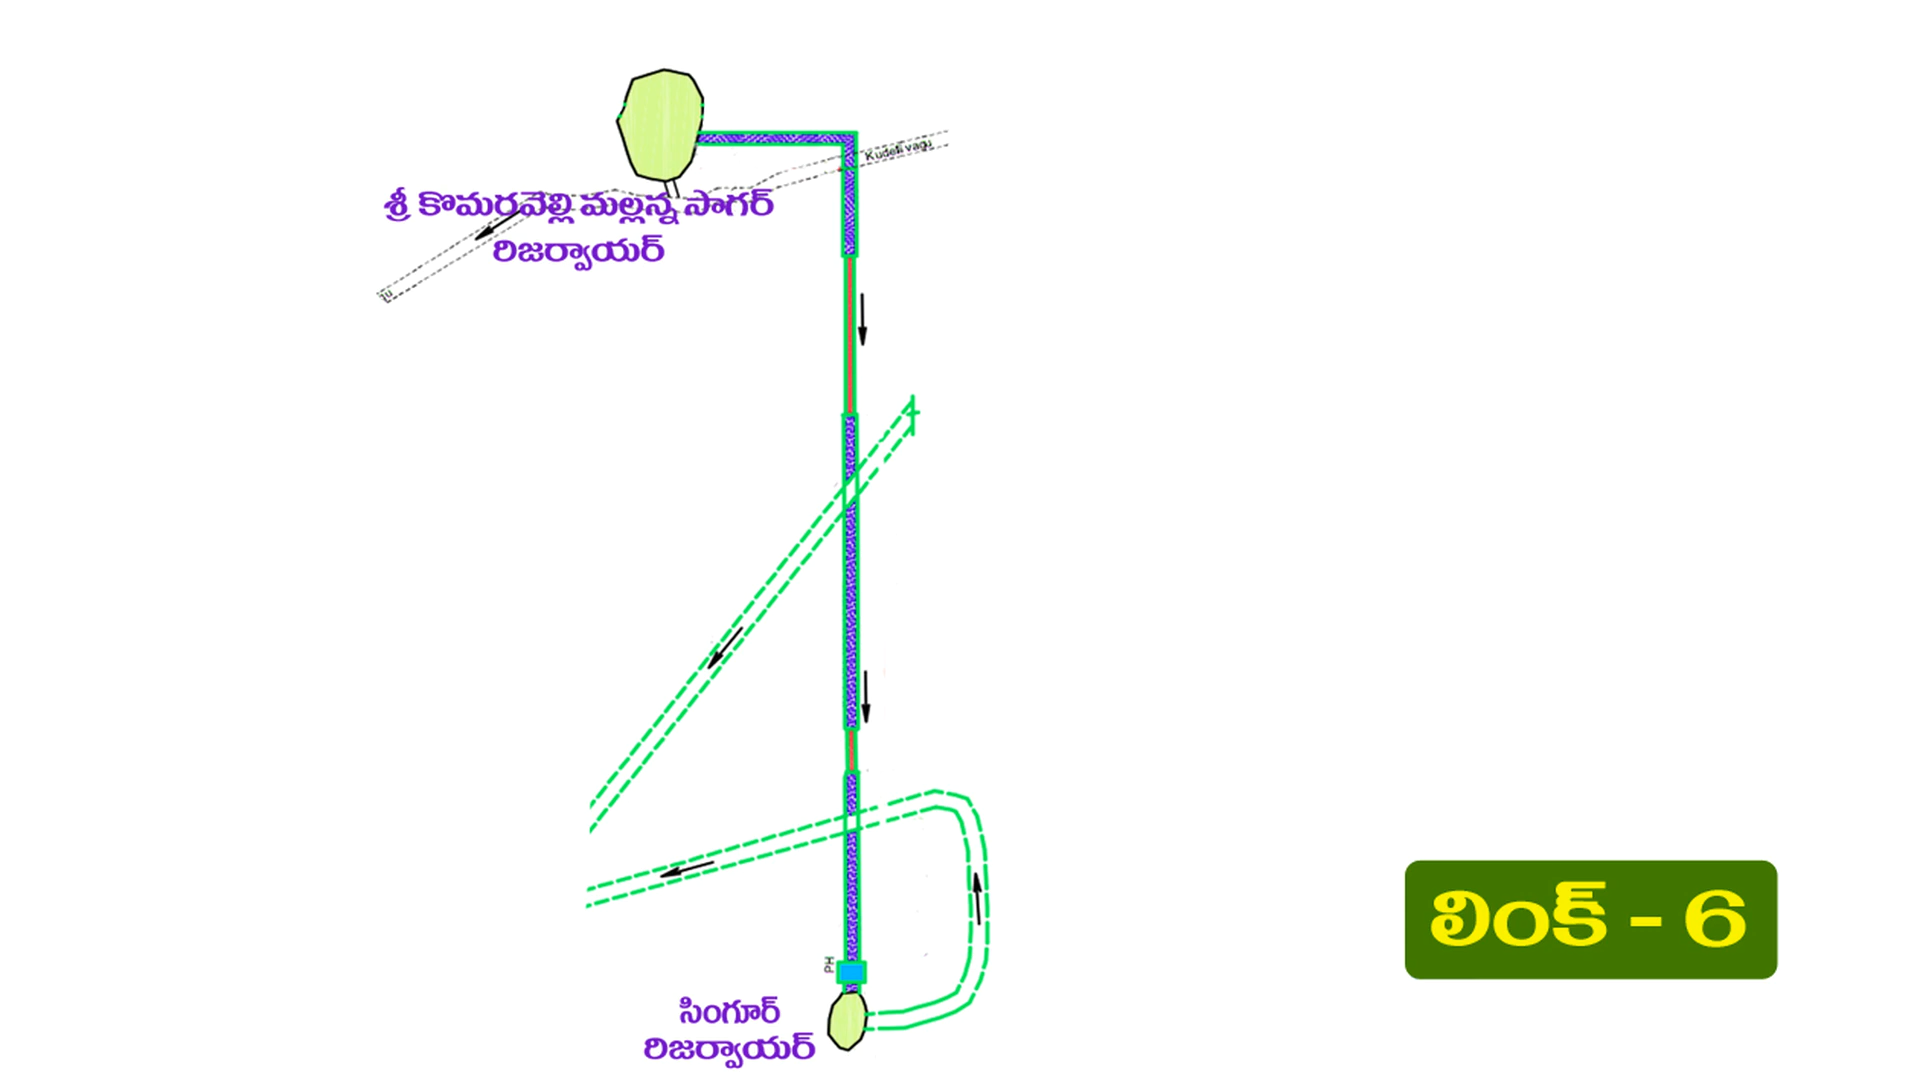 Kudeli vagu
శ్రీ కొమరవెల్లి మల్లన్న సాగర్
రిజర్వాయర్
లింక్ - 6
PH
సింగూర్
రిజర్వాయర్